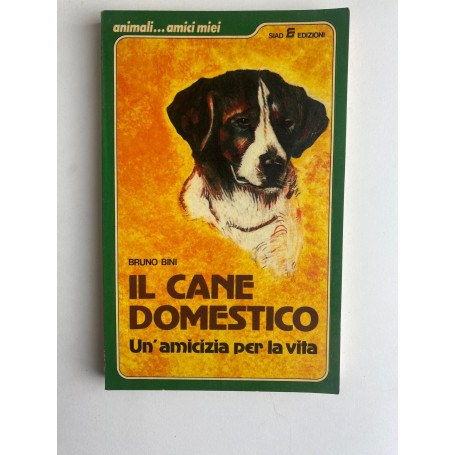 animali... amici miei
SIAD E EDIZIONI
BRUNO BINI
IL CANE
DOMESTICO
Un'amicizia per la vita